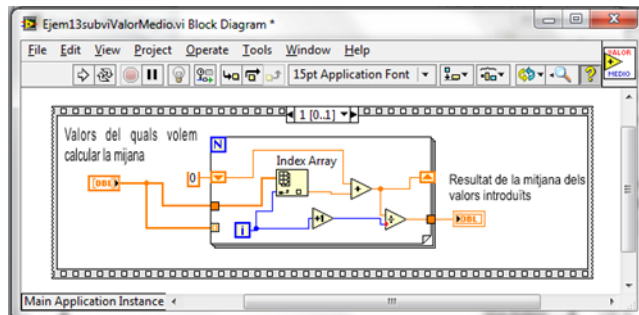 Ejem13subviValorMedio.vi Block Diagram *
File Edit View Project Operate Tools Window Help
15pt Application Font
?
VALOR
MEDIO
1 [0..1]
Valors del quals volem
calcular la mijana
N
Index Array
DBL
0
+
Resultat de la mitjana dels
valors introduïts
i
+1
÷
DBL
Main Application Instance